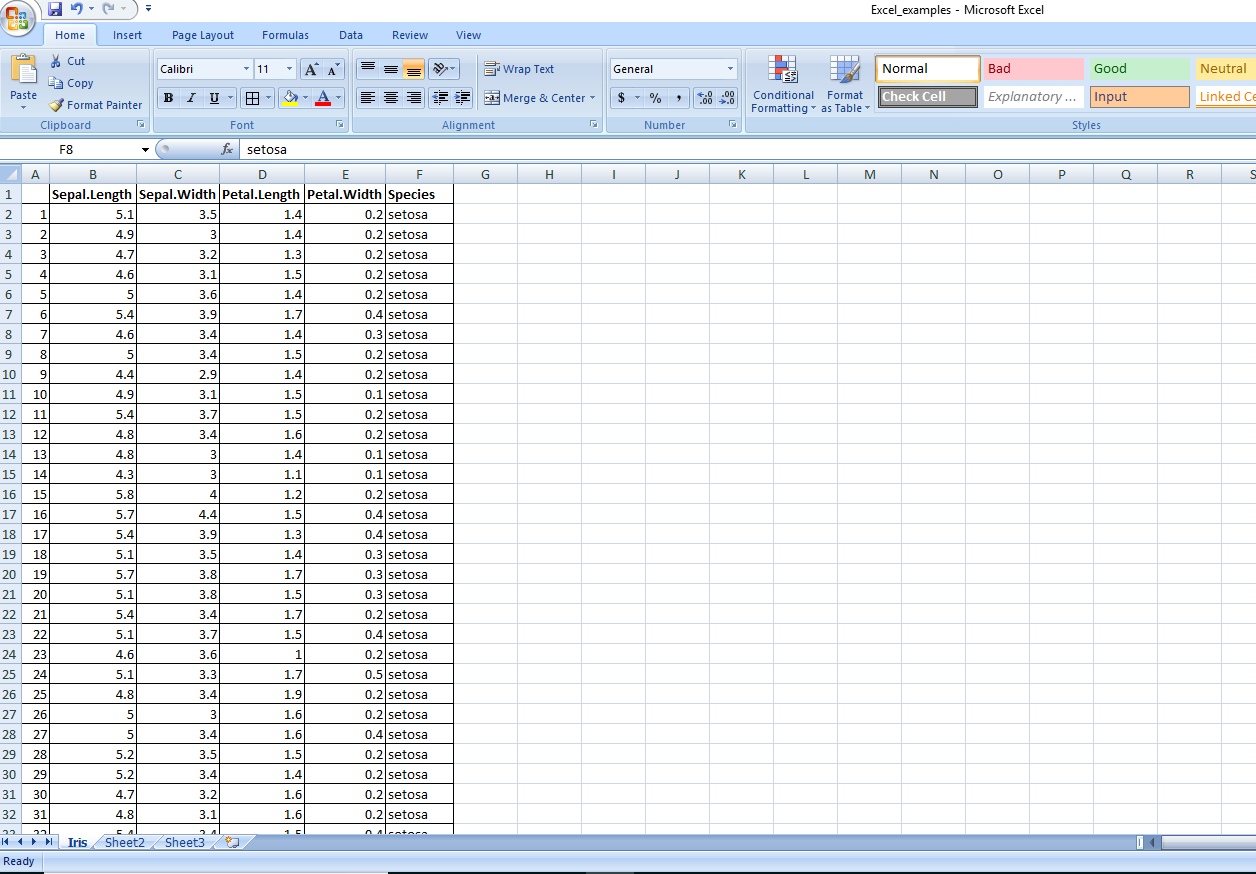 Excel_examples - Microsoft Excel
Home Insert Page Layout Formulas Data Review View
Paste Cut Copy Format Painter Clipboard
Calibri 11 A A B I U A Font
Wrap Text Merge & Center Alignment
General $ % , .00 .00 Number
Conditional Formatting Format as Table
Normal Bad Good Neutral
Check Cell Explanatory ... Input Linked Ce
Styles
F8 fx setosa
A B C D E F G H I J K L M N O P Q R S
1 Sepal.Length Sepal.Width Petal.Length Petal.Width Species
2 1 5.1 3.5 1.4 0.2 setosa
3 2 4.9 3 1.4 0.2 setosa
4 3 4.7 3.2 1.3 0.2 setosa
5 4 4.6 3.1 1.5 0.2 setosa
6 5 5 3.6 1.4 0.2 setosa
7 6 5.4 3.9 1.7 0.4 setosa
8 7 4.6 3.4 1.4 0.3 setosa
9 8 5 3.4 1.5 0.2 setosa
10 9 4.4 2.9 1.4 0.2 setosa
11 10 4.9 3.1 1.5 0.1 setosa
12 11 5.4 3.7 1.5 0.2 setosa
13 12 4.8 3.4 1.6 0.2 setosa
14 13 4.8 3 1.4 0.1 setosa
15 14 4.3 3 1.1 0.1 setosa
16 15 5.8 4 1.2 0.2 setosa
17 16 5.7 4.4 1.5 0.4 setosa
18 17 5.4 3.9 1.3 0.4 setosa
19 18 5.1 3.5 1.4 0.3 setosa
20 19 5.7 3.8 1.7 0.3 setosa
21 20 5.1 3.8 1.5 0.3 setosa
22 21 5.4 3.4 1.7 0.2 setosa
23 22 5.1 3.7 1.5 0.4 setosa
24 23 4.6 3.6 1 0.2 setosa
25 24 5.1 3.3 1.7 0.5 setosa
26 25 4.8 3.4 1.9 0.2 setosa
27 26 5 3 1.6 0.2 setosa
28 27 5 3.4 1.6 0.4 setosa
29 28 5.2 3.5 1.5 0.2 setosa
30 29 5.2 3.4 1.4 0.2 setosa
31 30 4.7 3.2 1.6 0.2 setosa
32 31 4.8 3.1 1.6 0.2 setosa
33 32 5.4 3.4 1.5 0.4 setosa
Iris Sheet2 Sheet3
Ready